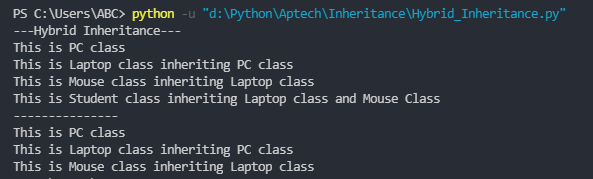 PS C:\Users\ABC> python -u "d:\Python\Aptech\Inheritance\Hybrid_Inheritance.py"
---Hybrid Inheritance---
This is PC class
This is Laptop class inheriting PC class
This is Mouse class inheriting Laptop class
This is Student class inheriting Laptop class and Mouse Class
---------------
This is PC class
This is Laptop class inheriting PC class
This is Mouse class inheriting Laptop class